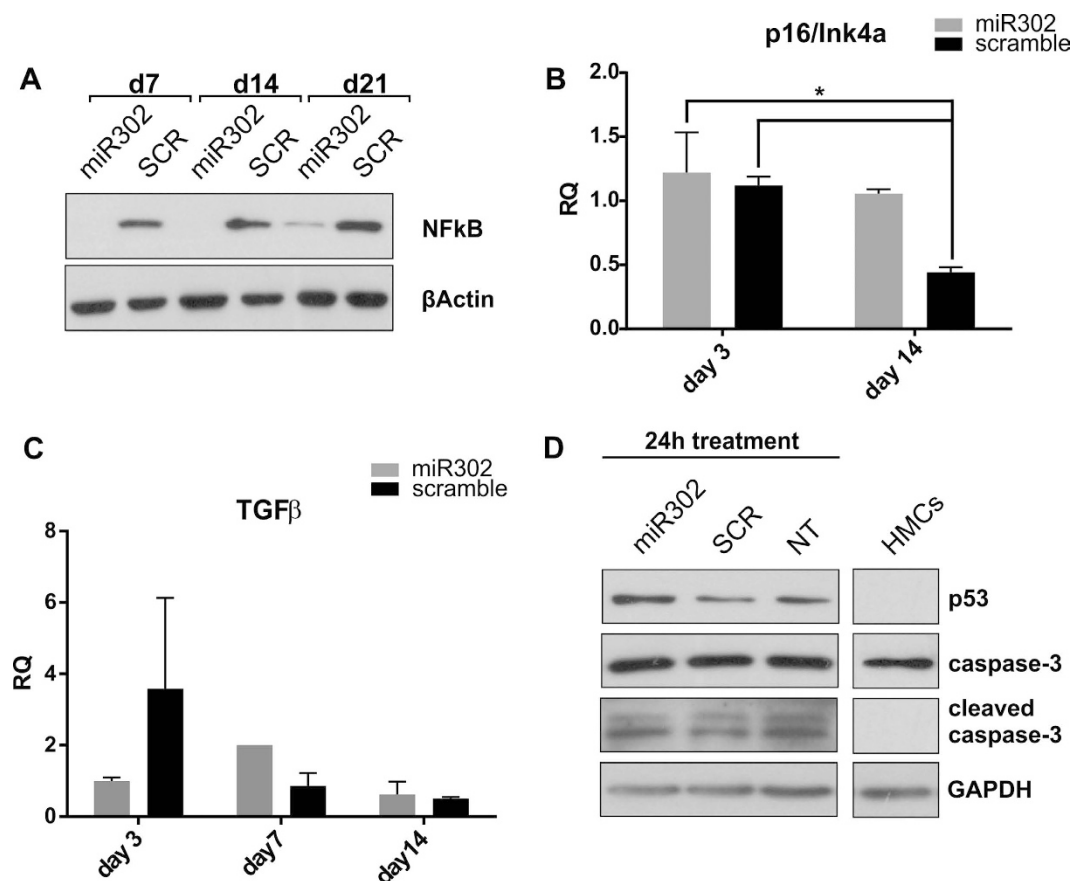 A
d7 d14 d21
miR302 SCR miR302 SCR miR302 SCR
NFkB
βActin
p16/Ink4a
miR302
scramble
B
*
2.0
1.5
1.0
0.5
0.0
RQ
day 3 day 14
C
miR302
scramble
TGFβ
8
6
4
2
0
RQ
day 3 day7 day14
D
24h treatment
miR302 SCR NT HMCs
p53
caspase-3
cleaved
caspase-3
GAPDH